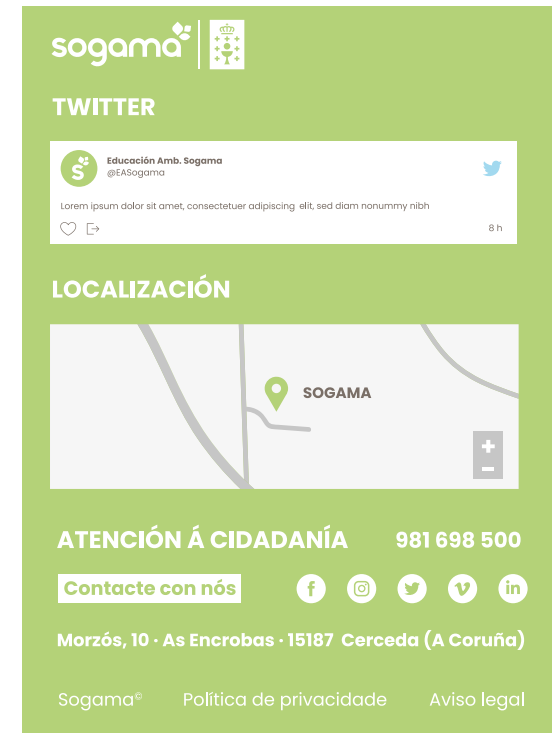 sogama
TWITTER
Educación Amb. Sogama
@EASogama
Lorem ipsum dolor sit amet, consectetuer adipiscing elit, sed diam nonummy nibh
8 h
LOCALIZACIÓN
SOGAMA
+
−
ATENCIÓN Á CIDADANÍA 981 698 500
Contacte con nós
Morzós, 10 · As Encrobas · 15187 Cerceda (A Coruña)
Sogama© Política de privacidade Aviso legal